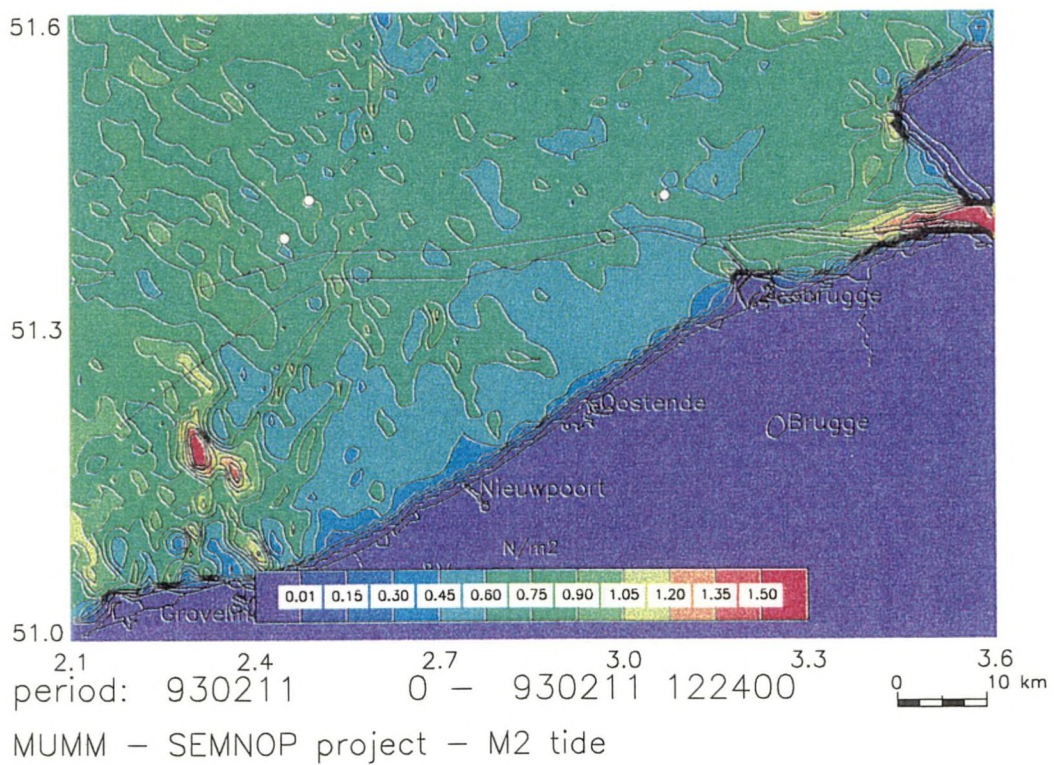 51.6
51.3
Zeebrugge
Oostende
Brugge
Nieuwpoort
N/m2
0.01 0.15 0.30 0.45 0.60 0.75 0.90 1.05 1.20 1.35 1.50
51.0
2.1 2.4 2.7 3.0 3.3 3.6
period: 930211 0 – 930211 122400
0 10 km
MUMM – SEMNOP project – M2 tide